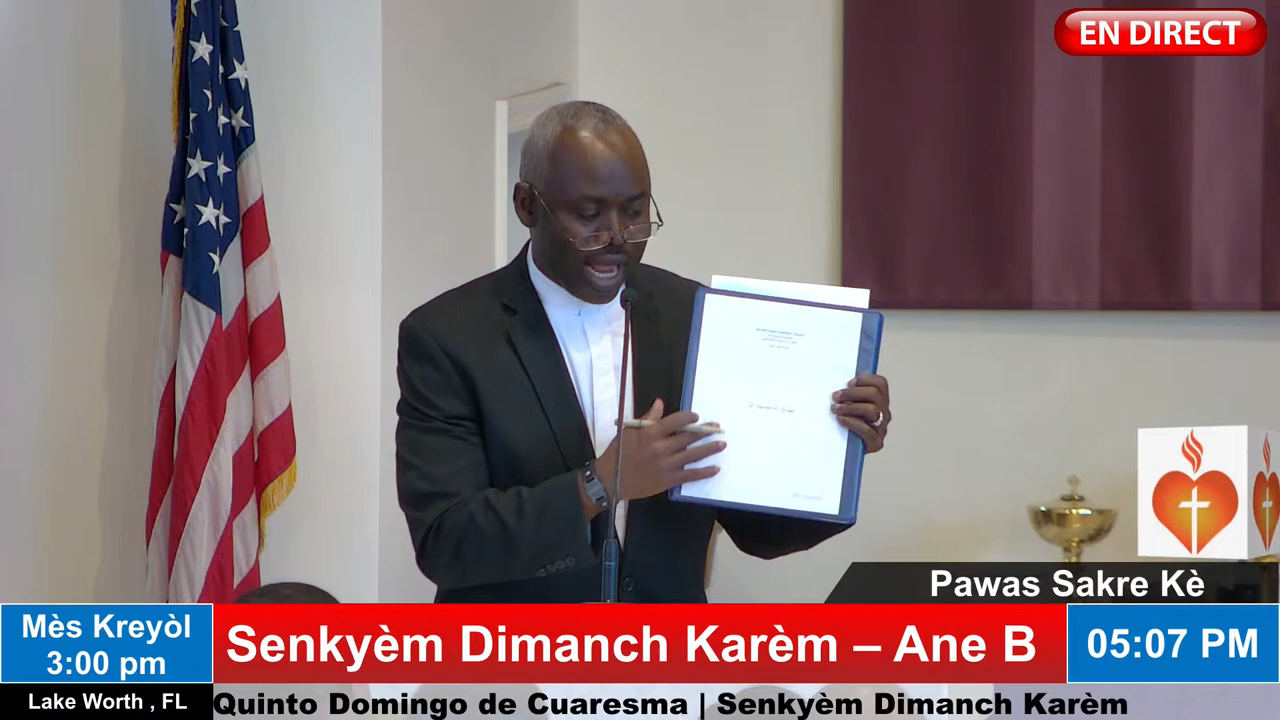 EN DIRECT
Pawas Sakre Kè
Mès Kreyòl
3:00 pm
Senkyèm Dimanch Karèm – Ane B
05:07 PM
Lake Worth , FL
Quinto Domingo de Cuaresma | Senkyèm Dimanch Karèm